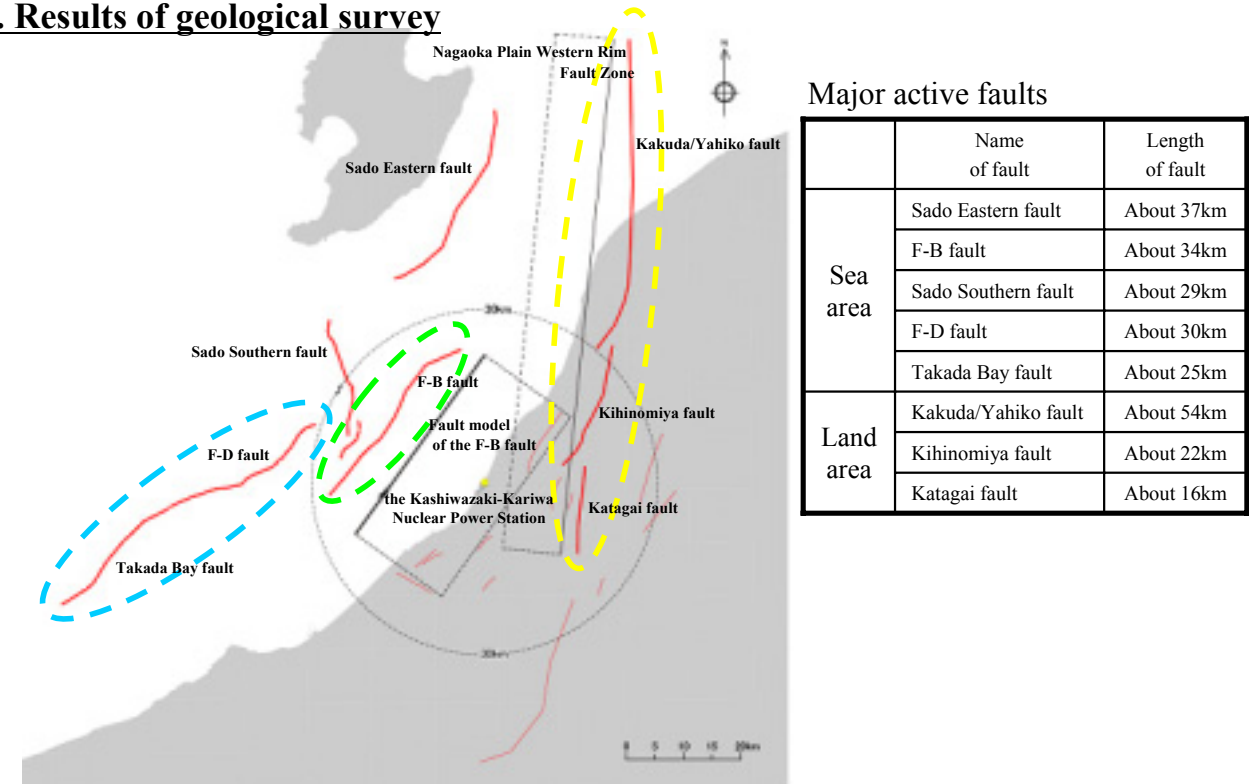 . Results of geological survey
Nagaoka Plain Western Rim
Fault Zone
N
Kakuda/Yahiko fault
Sado Eastern fault
30km
Sado Southern fault
F-B fault
Kihinomiya fault
Fault model
of the F-B fault
F-D fault
the Kashiwazaki-Kariwa
Nuclear Power Station
Katagai fault
Takada Bay fault
30km
0 5 10 15 20km
Major active faults
Name
of fault
Length
of fault
Sea
area
Sado Eastern fault About 37km
F-B fault About 34km
Sado Southern fault About 29km
F-D fault About 30km
Takada Bay fault About 25km
Land
area
Kakuda/Yahiko fault About 54km
Kihinomiya fault About 22km
Katagai fault About 16km